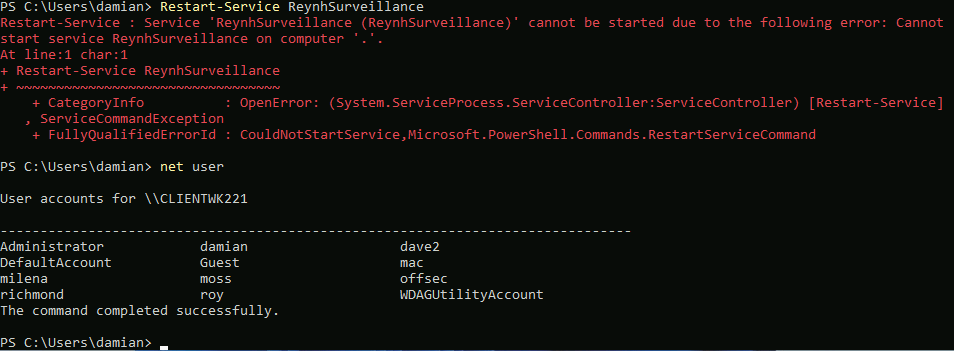 PS C:\Users\damian> Restart-Service ReynhSurveillance
Restart-Service : Service 'ReynhSurveillance (ReynhSurveillance)' cannot be started due to the following error: Cannot
start service ReynhSurveillance on computer '.'.
At line:1 char:1
+ Restart-Service ReynhSurveillance
+ ~~~~~~~~~~~~~~~~~~~~~~~~~~~~~~~~~
+ CategoryInfo          : OpenError: (System.ServiceProcess.ServiceController:ServiceController) [Restart-Service]
, ServiceCommandException
+ FullyQualifiedErrorId : CouldNotStartService,Microsoft.PowerShell.Commands.RestartServiceCommand
PS C:\Users\damian> net user
User accounts for \\CLIENTWK221
-------------------------------------------------------------------------------
Administrator            damian                   dave2
DefaultAccount           Guest                    mac
milena                   moss                     offsec
richmond                 roy                      WDAGUtilityAccount
The command completed successfully.
PS C:\Users\damian>